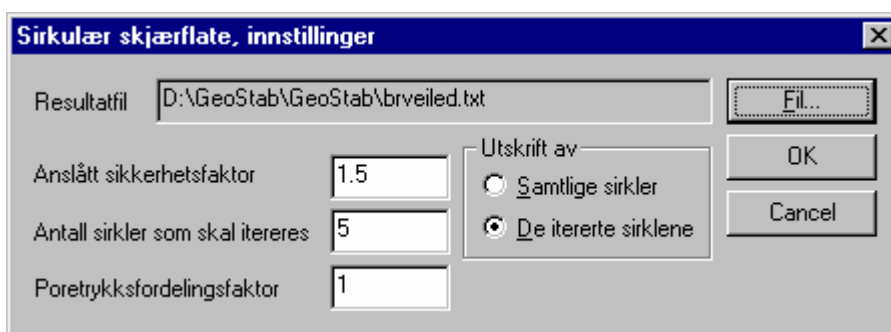 Sirkulær skjærflate, innstillinger
Resultatfil D:\GeoStab\GeoStab\brveiled.txt Fil...
Anslått sikkerhetsfaktor 1.5
Antall sirkler som skal itereres 5
Poretrykksfordelingsfaktor 1
Utskrift av
Samtlige sirkler
De itererte sirklene
OK
Cancel